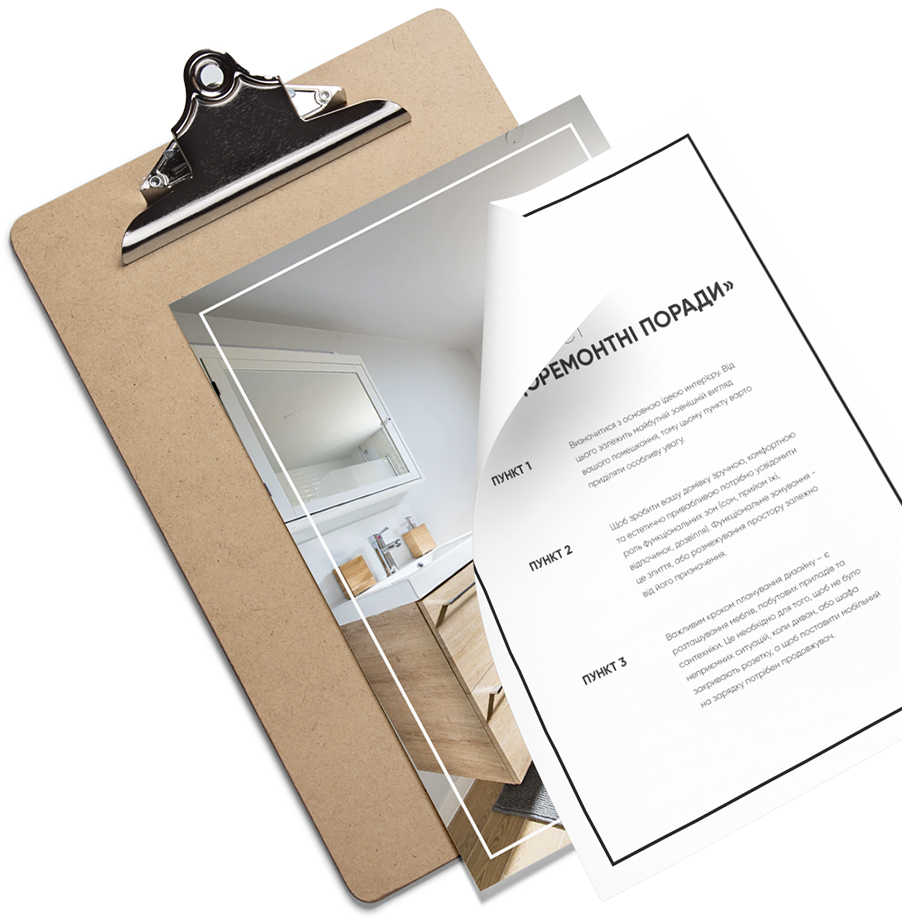 ОРЕМОНТНІ ПОРАДИ»
ПУНКТ 1
Визначитися з основною ідеєю интерієру. Від
цього залежить майбутній зовнішній вигляд
вашого помешкання, тому цьому пункту варто
приділяти особливу увагу.
ПУНКТ 2
Щоб зробити вашу домівку зручною, комфортною
та естетично привабливою потрібно усвідомити
роль функціональних зон (сон, прийом їжі,
відпочинок, дозвілля). Функціональне зонування –
це злиття, або розмежування простору залежно
від його призначення.
ПУНКТ 3
Важливим кроком планування дизайну – є
розташування меблів, побутових приладів та
сантехніки. Це необхідно для того, щоб не було
неприємних ситуацій, коли диван, або шафа
закривають розетку, а щоб поставити мобільний
на зарядку потрібен продовжувач.